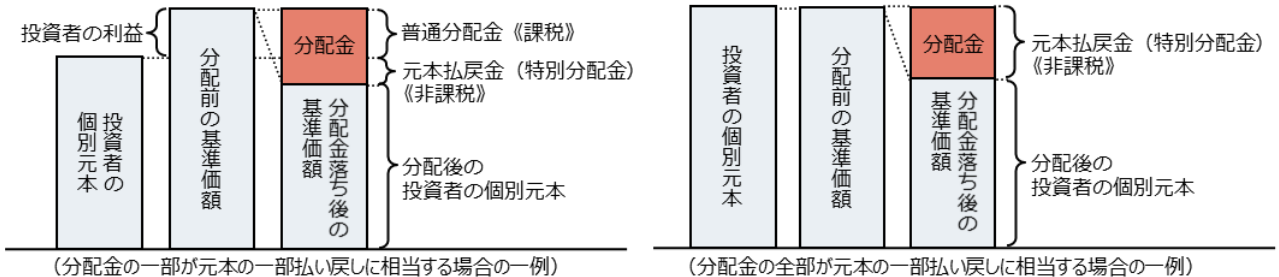 投資者の利益
投資者の
個別元本
分配前の基準価額
分配金
分配金落ち後の
基準価額
普通分配金《課税》
元本払戻金（特別分配金）
《非課税》
分配後の
投資者の個別元本
（分配金の一部が元本の一部払い戻しに相当する場合の一例）
投資者の個別元本
分配前の基準価額
分配金
分配金落ち後の
基準価額
元本払戻金（特別分配金）
《非課税》
分配後の
投資者の個別元本
（分配金の全部が元本の一部払い戻しに相当する場合の一例）